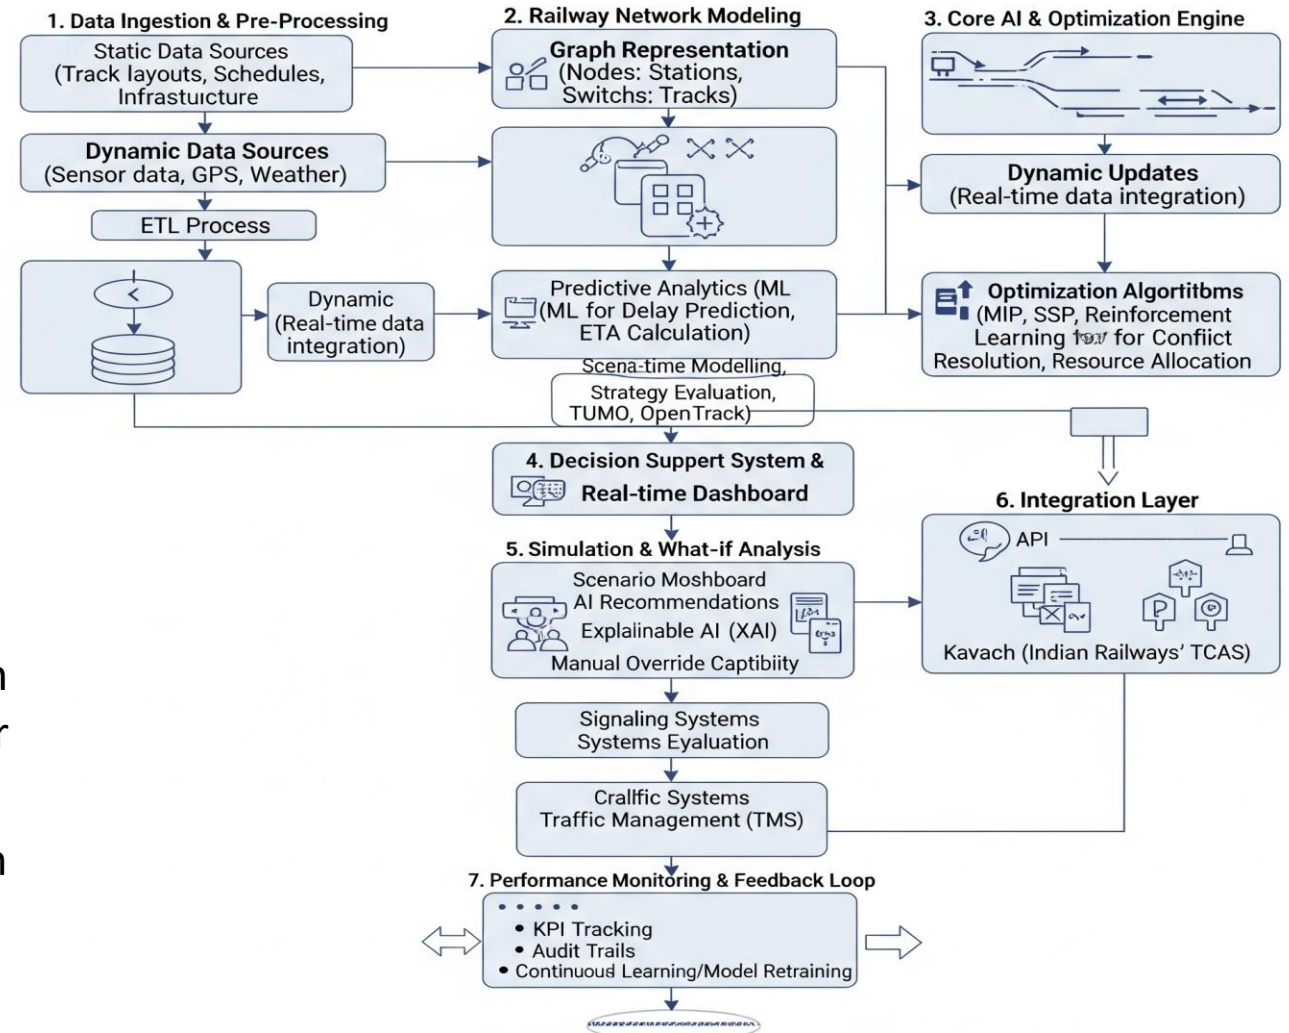 1. Data Ingestion & Pre-Processing
Static Data Sources
(Track layouts, Schedules,
Infrastuıcture
Dynamic Data Sources
(Sensor data, GPS, Weather)
ETL Process
Dynamic
(Real-time data
integration)
2. Railway Network Modeling
Graph Representation
(Nodes: Stations,
Switchs: Tracks)
Predictive Analytics (ML
(ML for Delay Prediction,
ETA Calculation)
Scena-time Modelling,
Strategy Evaluation,
TUMO, OpenTrack)
3. Core AI & Optimization Engine
Dynamic Updates
(Real-time data integration)
Optimization Algortitbms
(MIP, SSP, Reinforcement
Learning for Conflict
Resolution, Resource Allocation
4. Decision Support System &
Real-time Dashboard
5. Simulation & What-if Analysis
Scenario Moshboard
AI Recommendations
Explalinable AI (XAI)
Manual Override Captibiity
6. Integration Layer
API
P
Kavach (Indian Railways' TCAS)
Signaling Systems
Systems Evaluation
Crallfic Systems
Traffic Management (TMS)
7. Performance Monitoring & Feedback Loop
• KPI Tracking
• Audit Trails
• Continuous Learning/Model Retraining
n
r
n